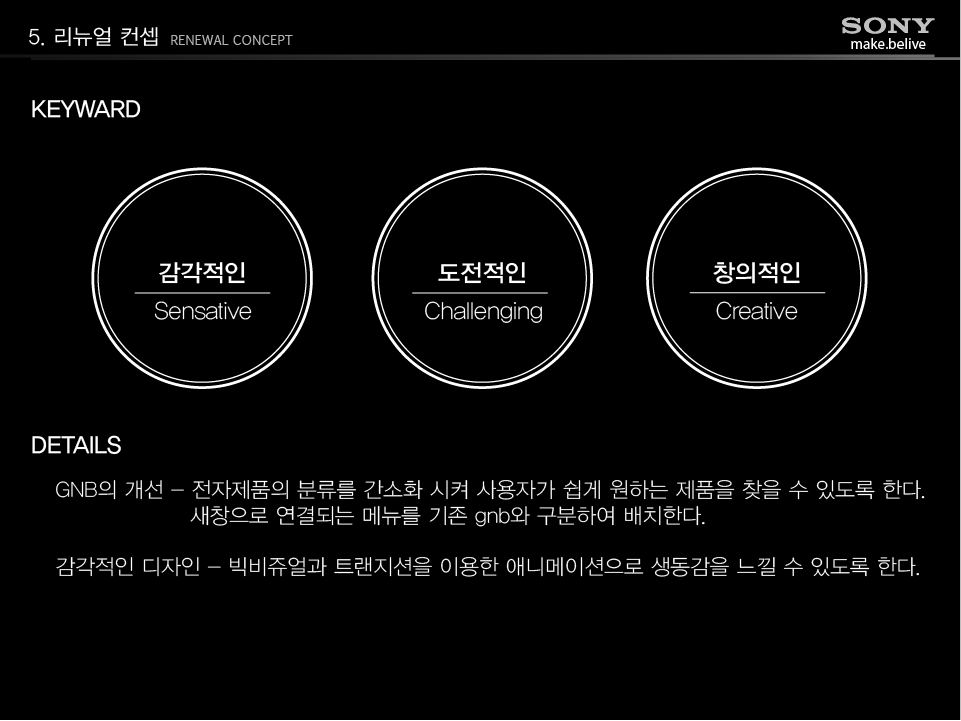 5. 리뉴얼 컨셉 RENEWAL CONCEPT
SONY
make.belive
KEYWARD
감각적인
Sensative
도전적인
Challenging
창의적인
Creative
DETAILS
GNB의 개선 – 전자제품의 분류를 간소화 시켜 사용자가 쉽게 원하는 제품을 찾을 수 있도록 한다.
새창으로 연결되는 메뉴를 기존 gnb와 구분하여 배치한다.
감각적인 디자인 – 빅비쥬얼과 트랜지션을 이용한 애니메이션으로 생동감을 느낄 수 있도록 한다.